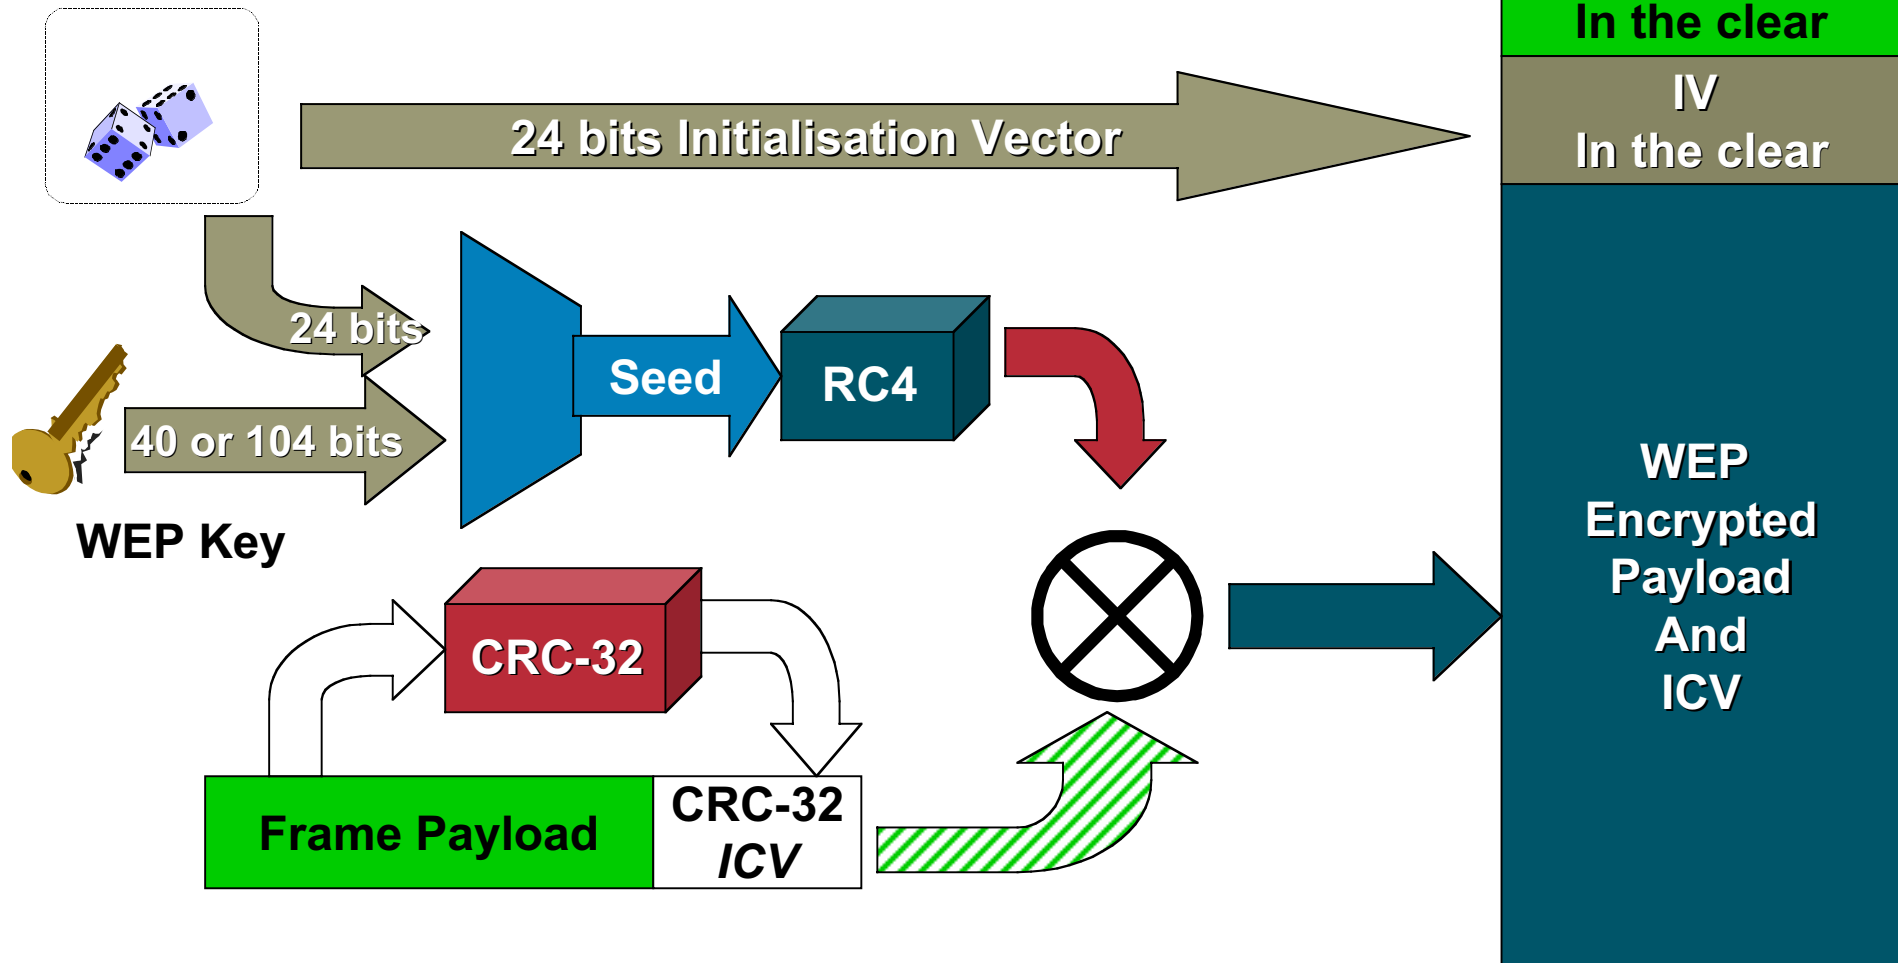 In the clear
IV
In the clear
24 bits Initialisation Vector
24 bits
40 or 104 bits
WEP Key
Seed
RC4
CRC-32
Frame Payload
CRC-32
ICV
WEP
Encrypted
Payload
And
ICV